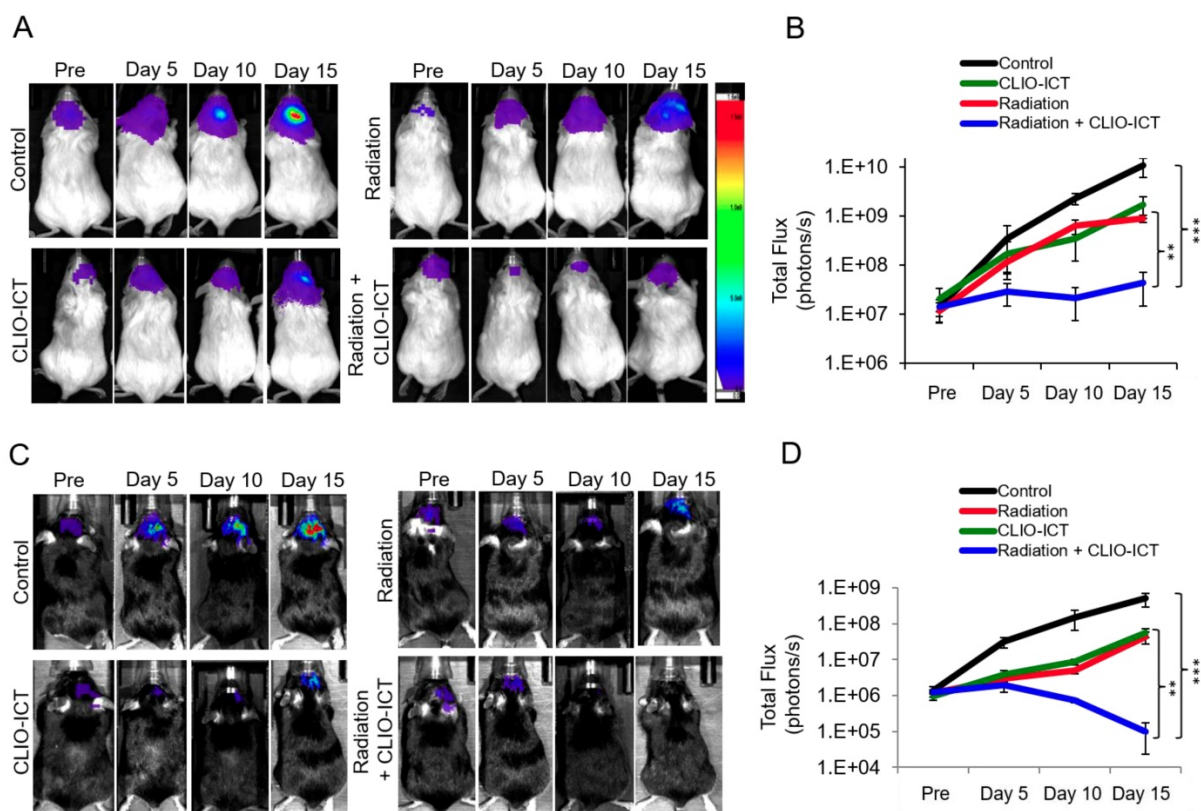 A
Pre Day 5 Day 10 Day 15
Control
CLIO-ICT
Pre Day 5 Day 10 Day 15
Radiation
Radiation +
CLIO-ICT
B
Control
CLIO-ICT
Radiation
Radiation + CLIO-ICT
Total Flux
(photons/s)
1.E+10
1.E+09
1.E+08
1.E+07
1.E+06
Pre Day 5 Day 10 Day 15
**
***
C
Pre Day 5 Day 10 Day 15
Control
CLIO-ICT
Pre Day 5 Day 10 Day 15
Radiation
Radiation
+ CLIO-ICT
D
Control
Radiation
CLIO-ICT
Radiation + CLIO-ICT
Total Flux
(photons/s)
1.E+09
1.E+08
1.E+07
1.E+06
1.E+05
1.E+04
Pre Day 5 Day 10 Day 15
**
***